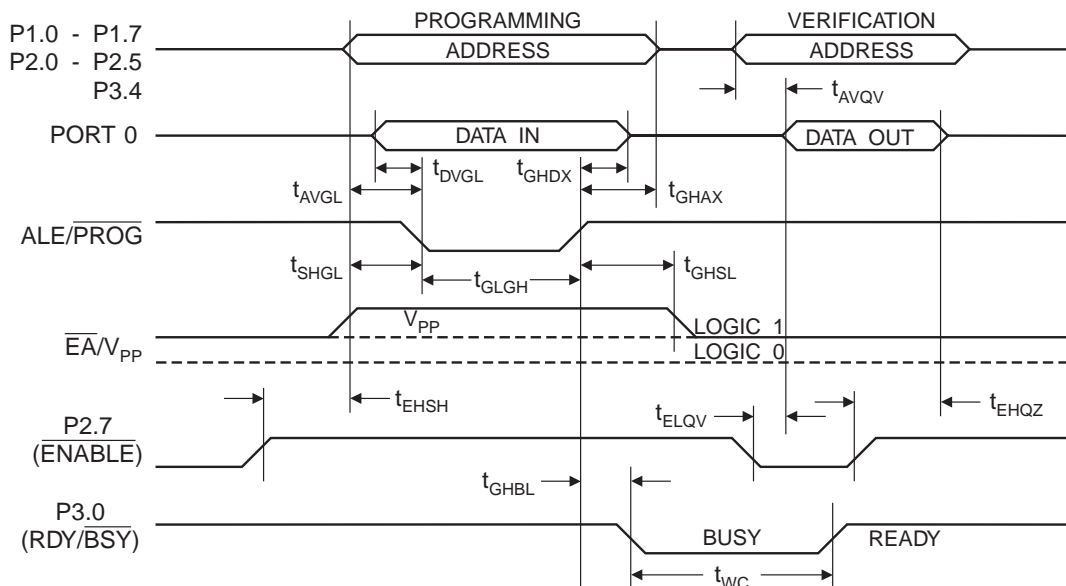 PROGRAMMING
VERIFICATION
P1.0 - P1.7
P2.0 - P2.5
P3.4
ADDRESS
ADDRESS
tAVQV
PORT 0
DATA IN
DATA OUT
tDVGL
tGHDX
tAVGL
tGHAX
ALE/PROG
tSHGL
tGLGH
tGHSL
VPP
LOGIC 1
EA/VPP
LOGIC 0
tEHSH
tELQV
tEHQZ
P2.7
(ENABLE)
tGHBL
P3.0
(RDY/BSY)
BUSY
READY
tWC